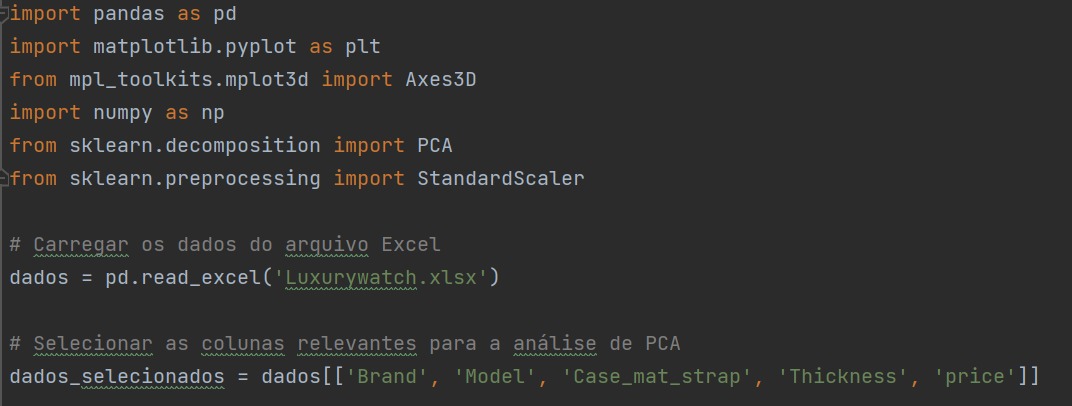 import pandas as pd
import matplotlib.pyplot as plt
from mpl_toolkits.mplot3d import Axes3D
import numpy as np
from sklearn.decomposition import PCA
from sklearn.preprocessing import StandardScaler
# Carregar os dados do arquivo Excel
dados = pd.read_excel('Luxurywatch.xlsx')
# Selecionar as colunas relevantes para a análise de PCA
dados_selecionados = dados[['Brand', 'Model', 'Case_mat_strap', 'Thickness', 'price']]